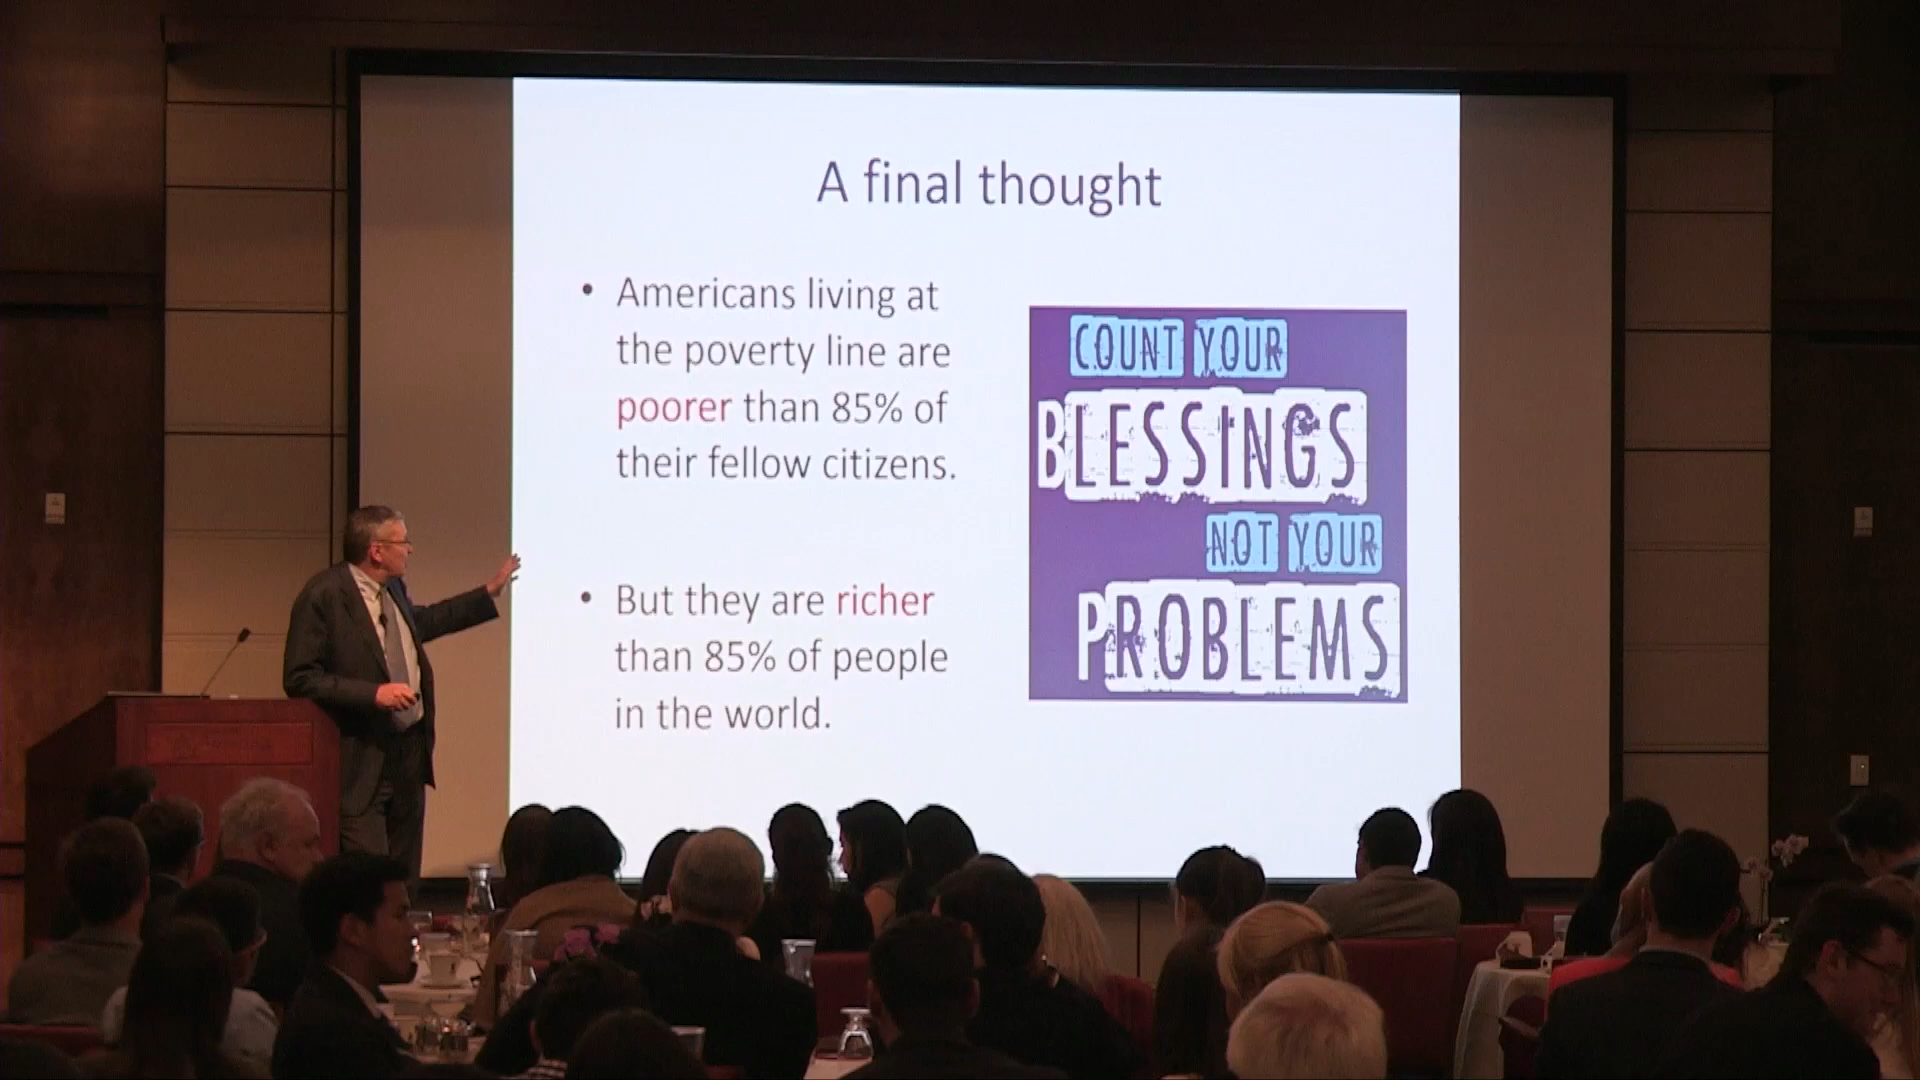 A final thought
• Americans living at
the poverty line are
poorer than 85% of
their fellow citizens.
• But they are richer
than 85% of people
in the world.
COUNT YOUR
BLESSINGS
NOT YOUR
PROBLEMS